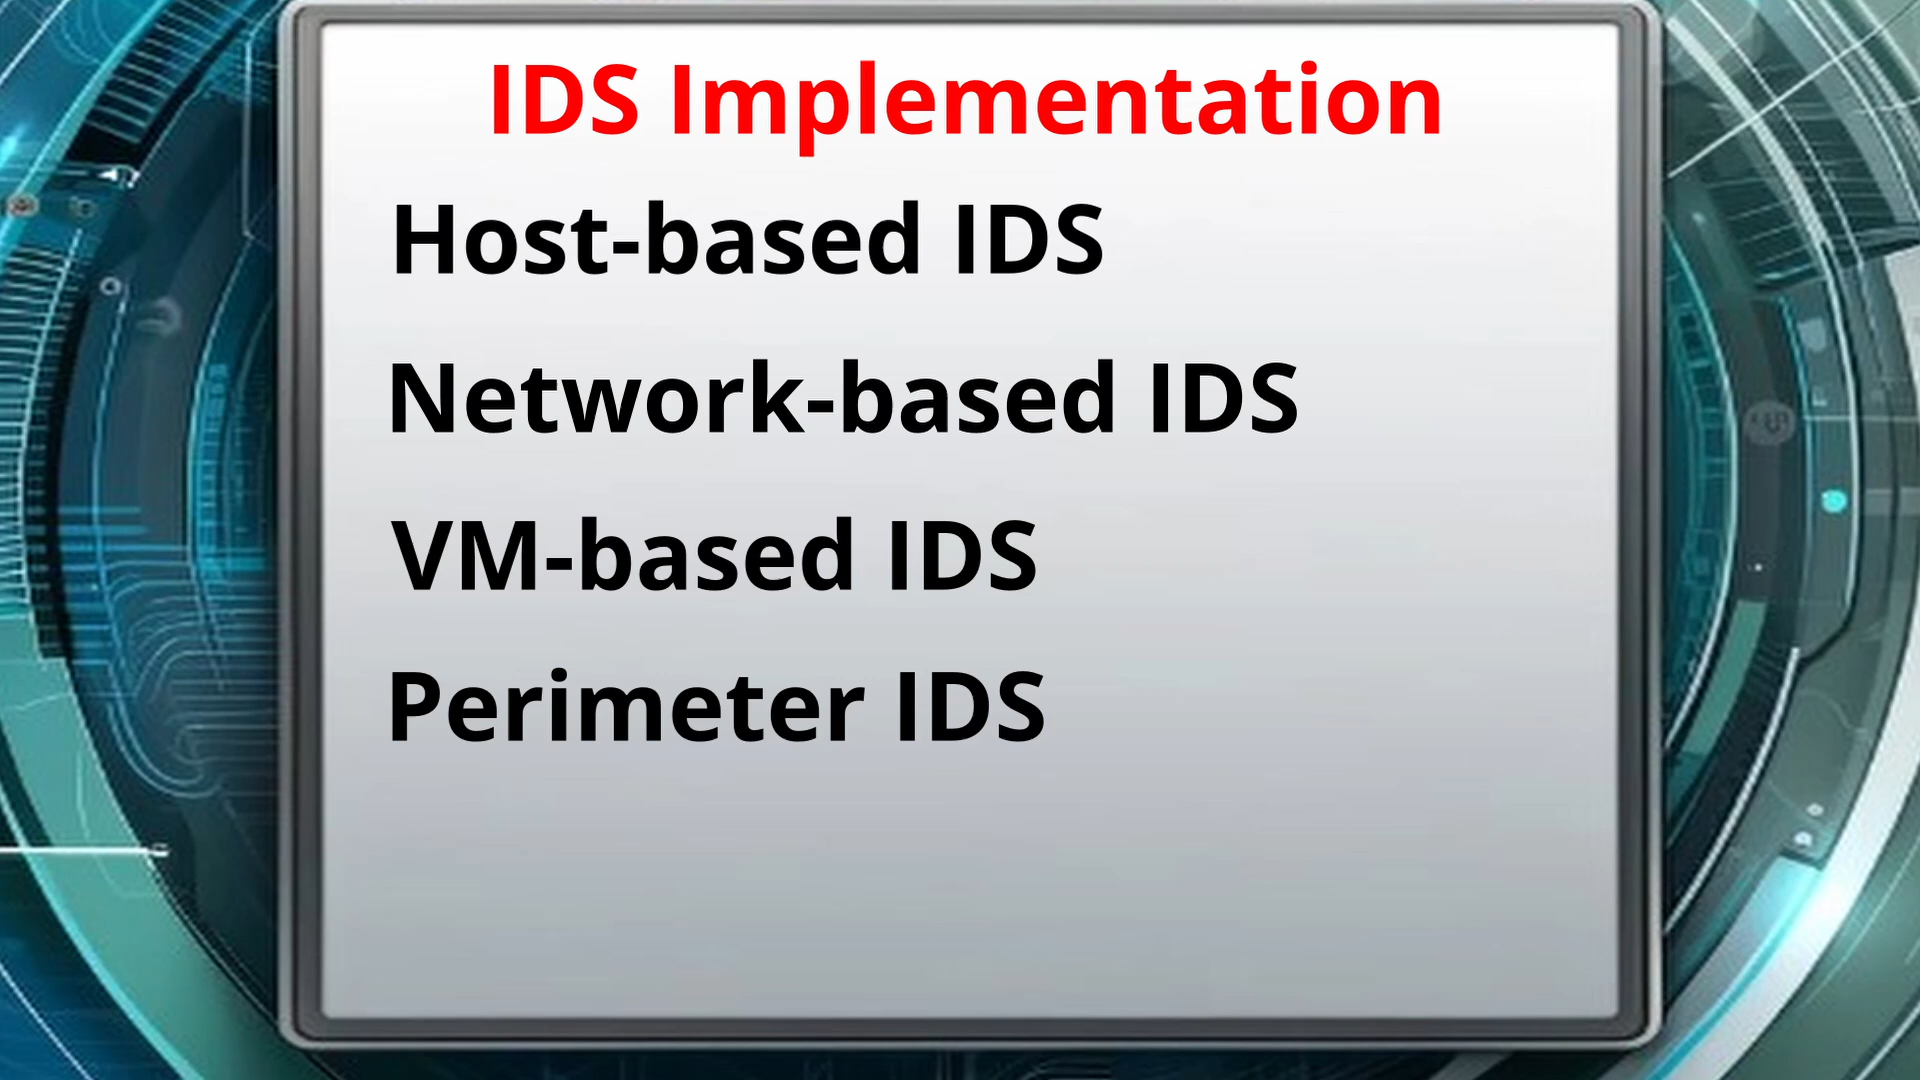 IDS Implementation
Host-based IDS
Network-based IDS
VM-based IDS
Perimeter IDS